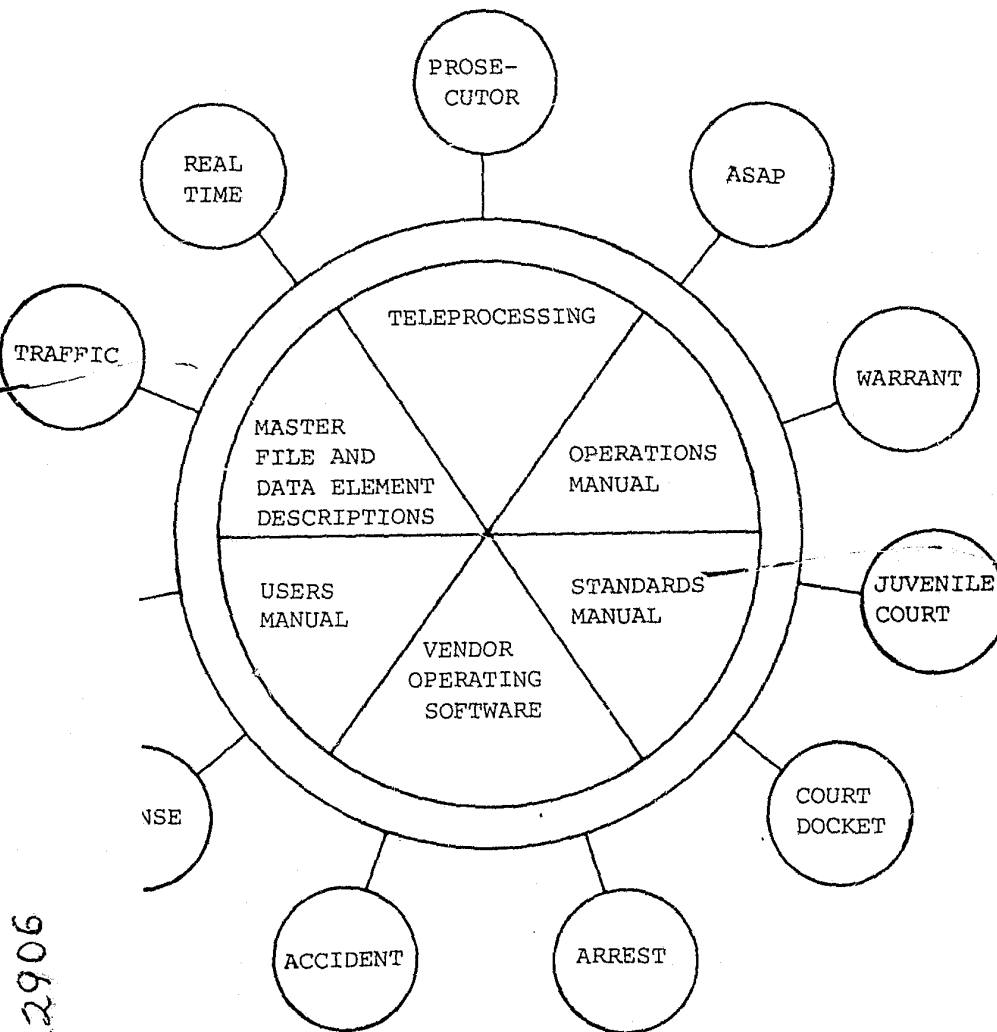 PROSE-
CUTOR
REAL
TIME
ASAP
TRAFFIC
WARRANT
TELEPROCESSING
MASTER
FILE AND
DATA ELEMENT
DESCRIPTIONS
OPERATIONS
MANUAL
USERS
MANUAL
STANDARDS
MANUAL
VENDOR
OPERATING
SOFTWARE
JUVENILE
COURT
COURT
DOCKET
NSE
ACCIDENT
ARREST
2906